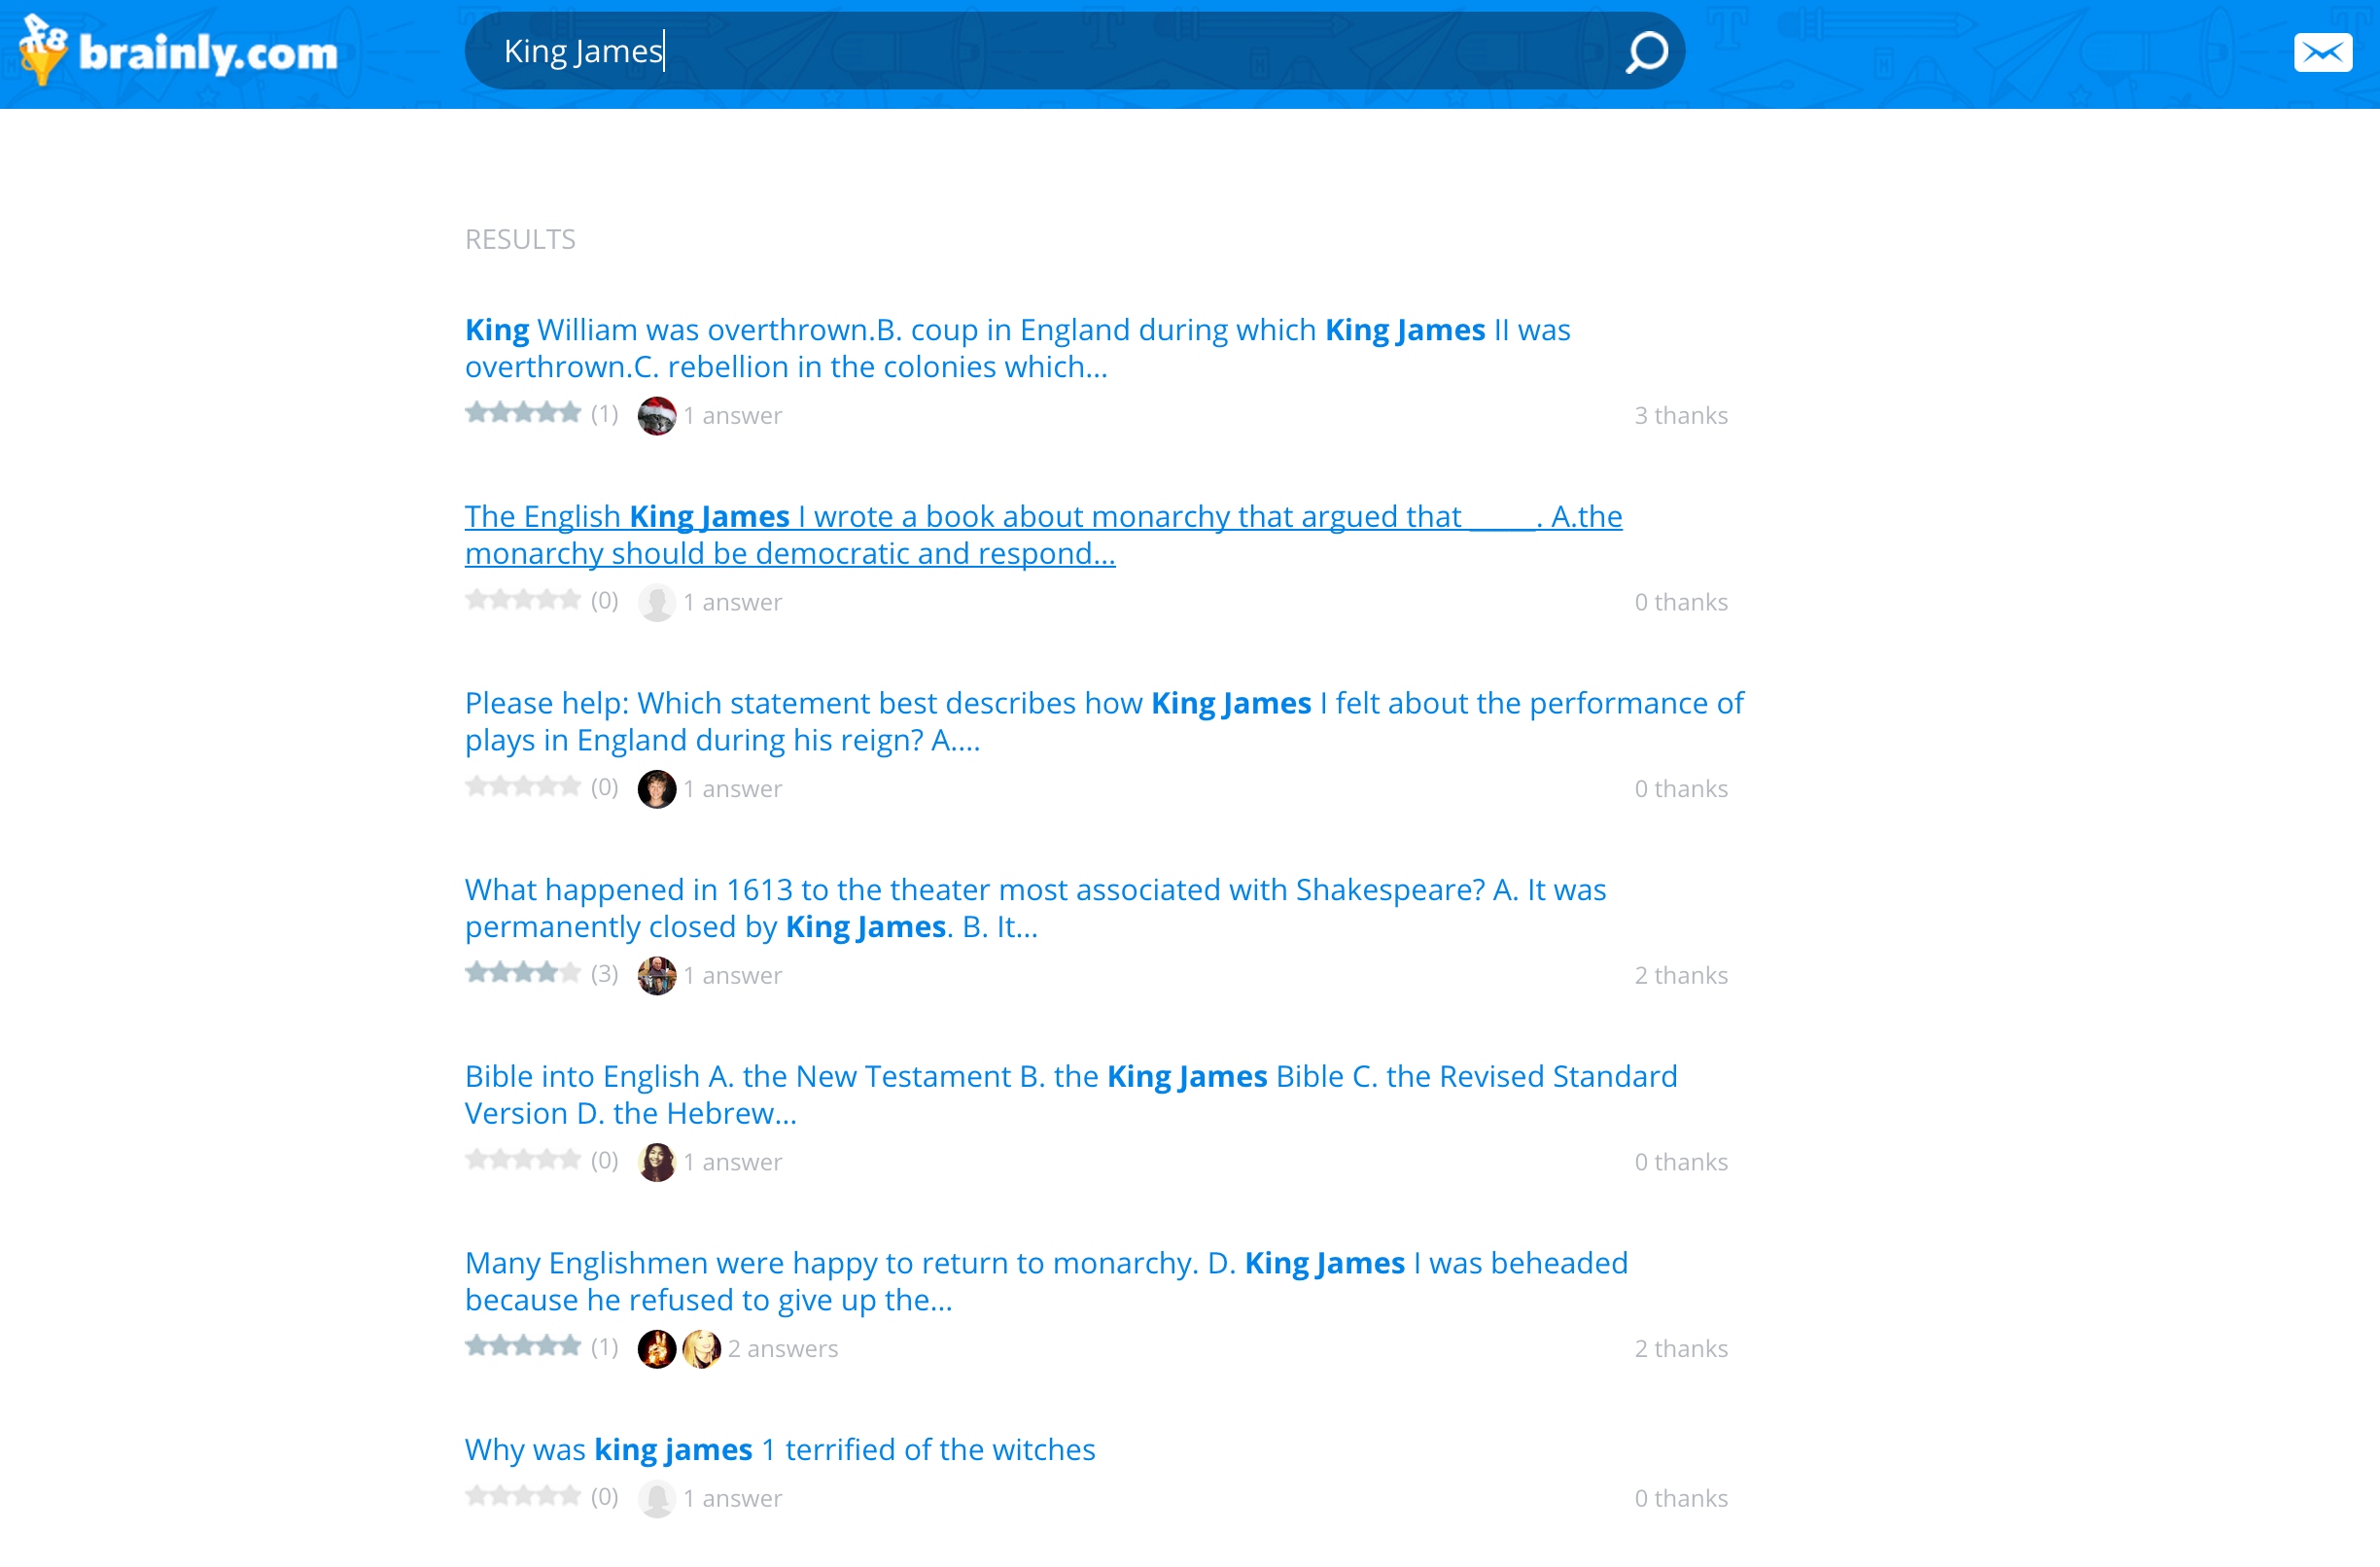 brainly.com
King James
RESULTS
King William was overthrown.B. coup in England during which King James II was
overthrown.C. rebellion in the colonies which...
(1) 1 answer 3 thanks
The English King James I wrote a book about monarchy that argued that _____. A.the
monarchy should be democratic and respond...
(0) 1 answer 0 thanks
Please help: Which statement best describes how King James I felt about the performance of
plays in England during his reign? A....
(0) 1 answer 0 thanks
What happened in 1613 to the theater most associated with Shakespeare? A. It was
permanently closed by King James. B. It...
(3) 1 answer 2 thanks
Bible into English A. the New Testament B. the King James Bible C. the Revised Standard
Version D. the Hebrew...
(0) 1 answer 0 thanks
Many Englishmen were happy to return to monarchy. D. King James I was beheaded
because he refused to give up the...
(1) 2 answers 2 thanks
Why was king james 1 terrified of the witches
(0) 1 answer 0 thanks